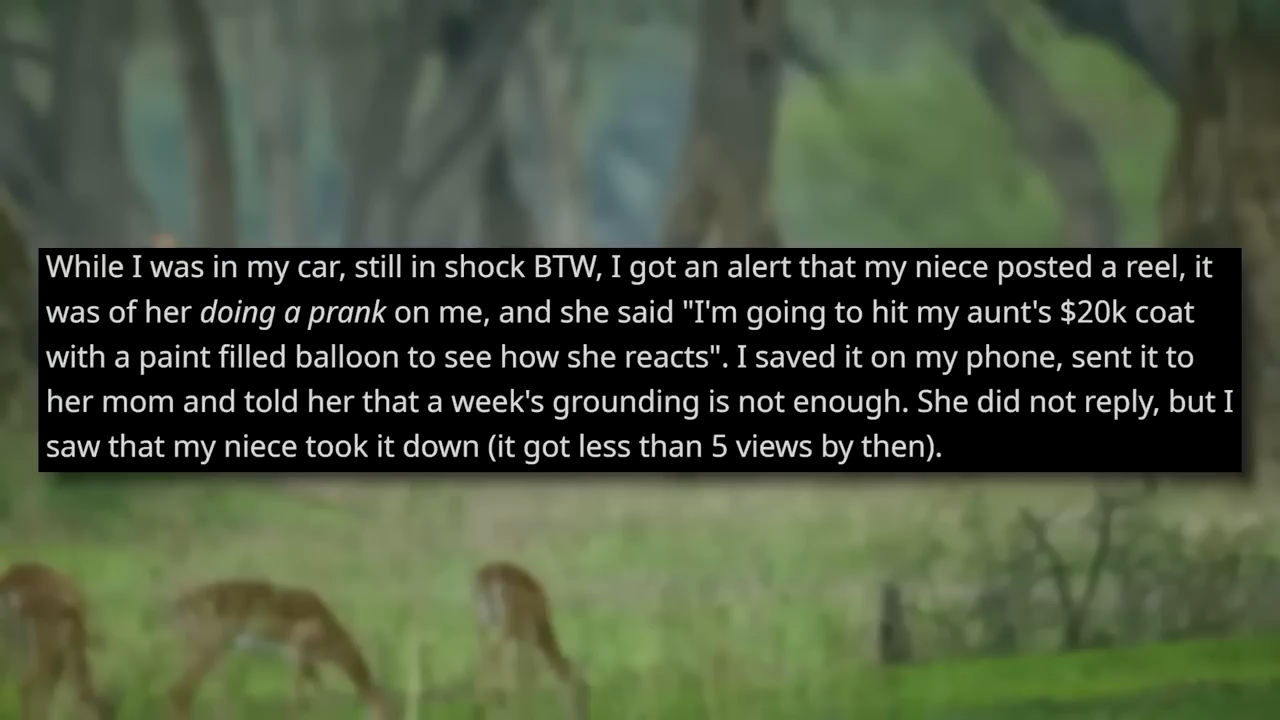 While I was in my car, still in shock BTW, I got an alert that my niece posted a reel, it
was of her doing a prank on me, and she said "I'm going to hit my aunt's $20k coat
with a paint filled balloon to see how she reacts". I saved it on my phone, sent it to
her mom and told her that a week's grounding is not enough. She did not reply, but I
saw that my niece took it down (it got less than 5 views by then).